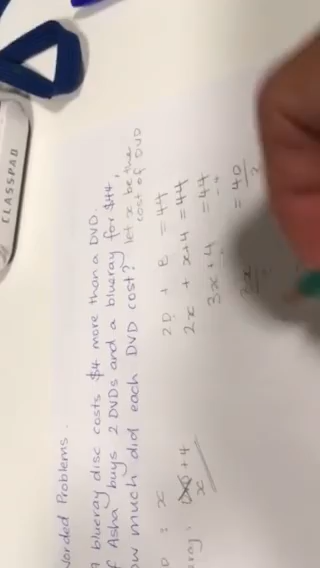 CLASSPAD
Worded Problems.
blueray disc costs $4 more than a DVD.
Asha buys 2 DVDs and a blueray for $44,
much did each DVD cost? let x be the
cost of DVD
: x
: x + 4
2D + B = 44
2x + x+4 = 44
3x + 4 = 44
-4
3x = 40